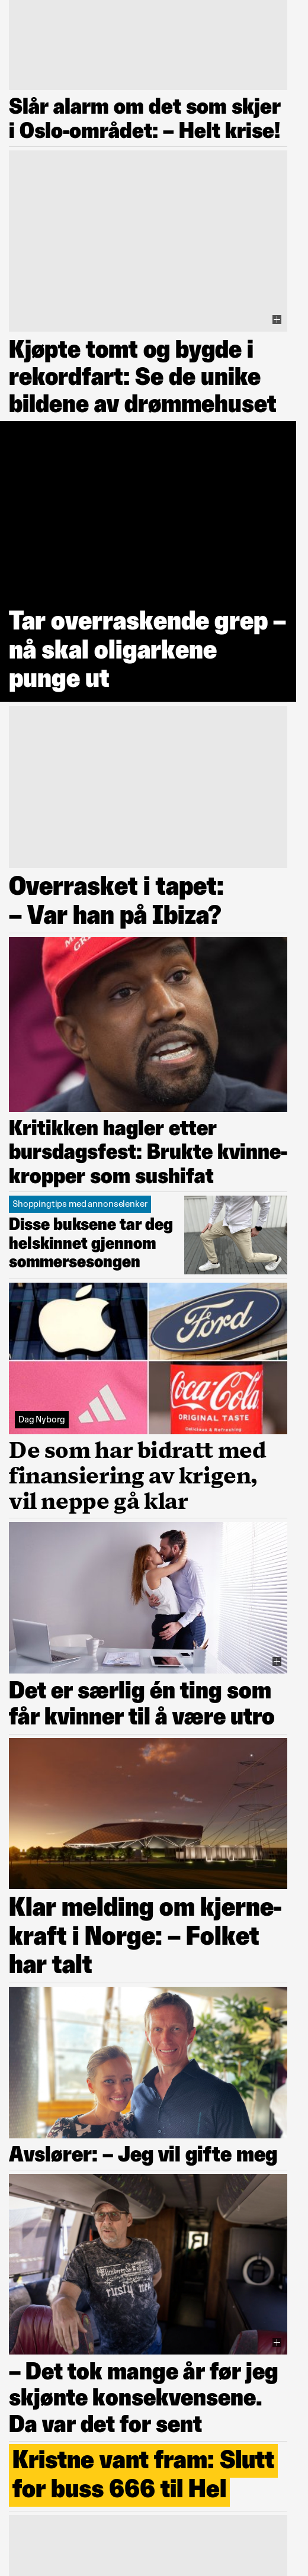 Slår alarm om det som skjer
i Oslo-området: – Helt krise!
Kjøpte tomt og bygde i
rekordfart: Se de unike
bildene av drømmehuset
Tar overraskende grep –
nå skal oligarkene
punge ut
Overrasket i tapet:
– Var han på Ibiza?
Kritikken hagler etter
bursdagsfest: Brukte kvinne-
kropper som sushifat
Shoppingtips med annonselenker
Disse buksene tar deg
helskinnet gjennom
sommersesongen
Ford
Coca-Cola
ORIGINAL TASTE
Delicious & Refreshing
Dag Nyborg
De som har bidratt med
finansiering av krigen,
vil neppe gå klar
Det er særlig én ting som
får kvinner til å være utro
Klar melding om kjerne-
kraft i Norge: – Folket
har talt
Avslører: – Jeg vil gifte meg
– Det tok mange år før jeg
skjønte konsekvensene.
Da var det for sent
Kristne vant fram: Slutt
for buss 666 til Hel